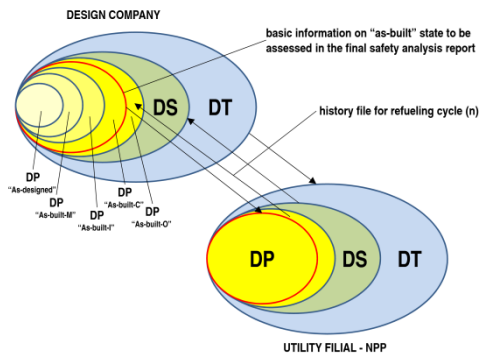 DESIGN COMPANY
basic information on "as-built" state to be
assessed in the final safety analysis report
DS
DT
history file for refueling cycle (n)
DP
"As-designed"
DP
"As-built-M"
DP
"As-built-I"
DP
"As-built-C"
DP
"As-built-O"
DP
DS
DT
UTILITY FILIAL - NPP